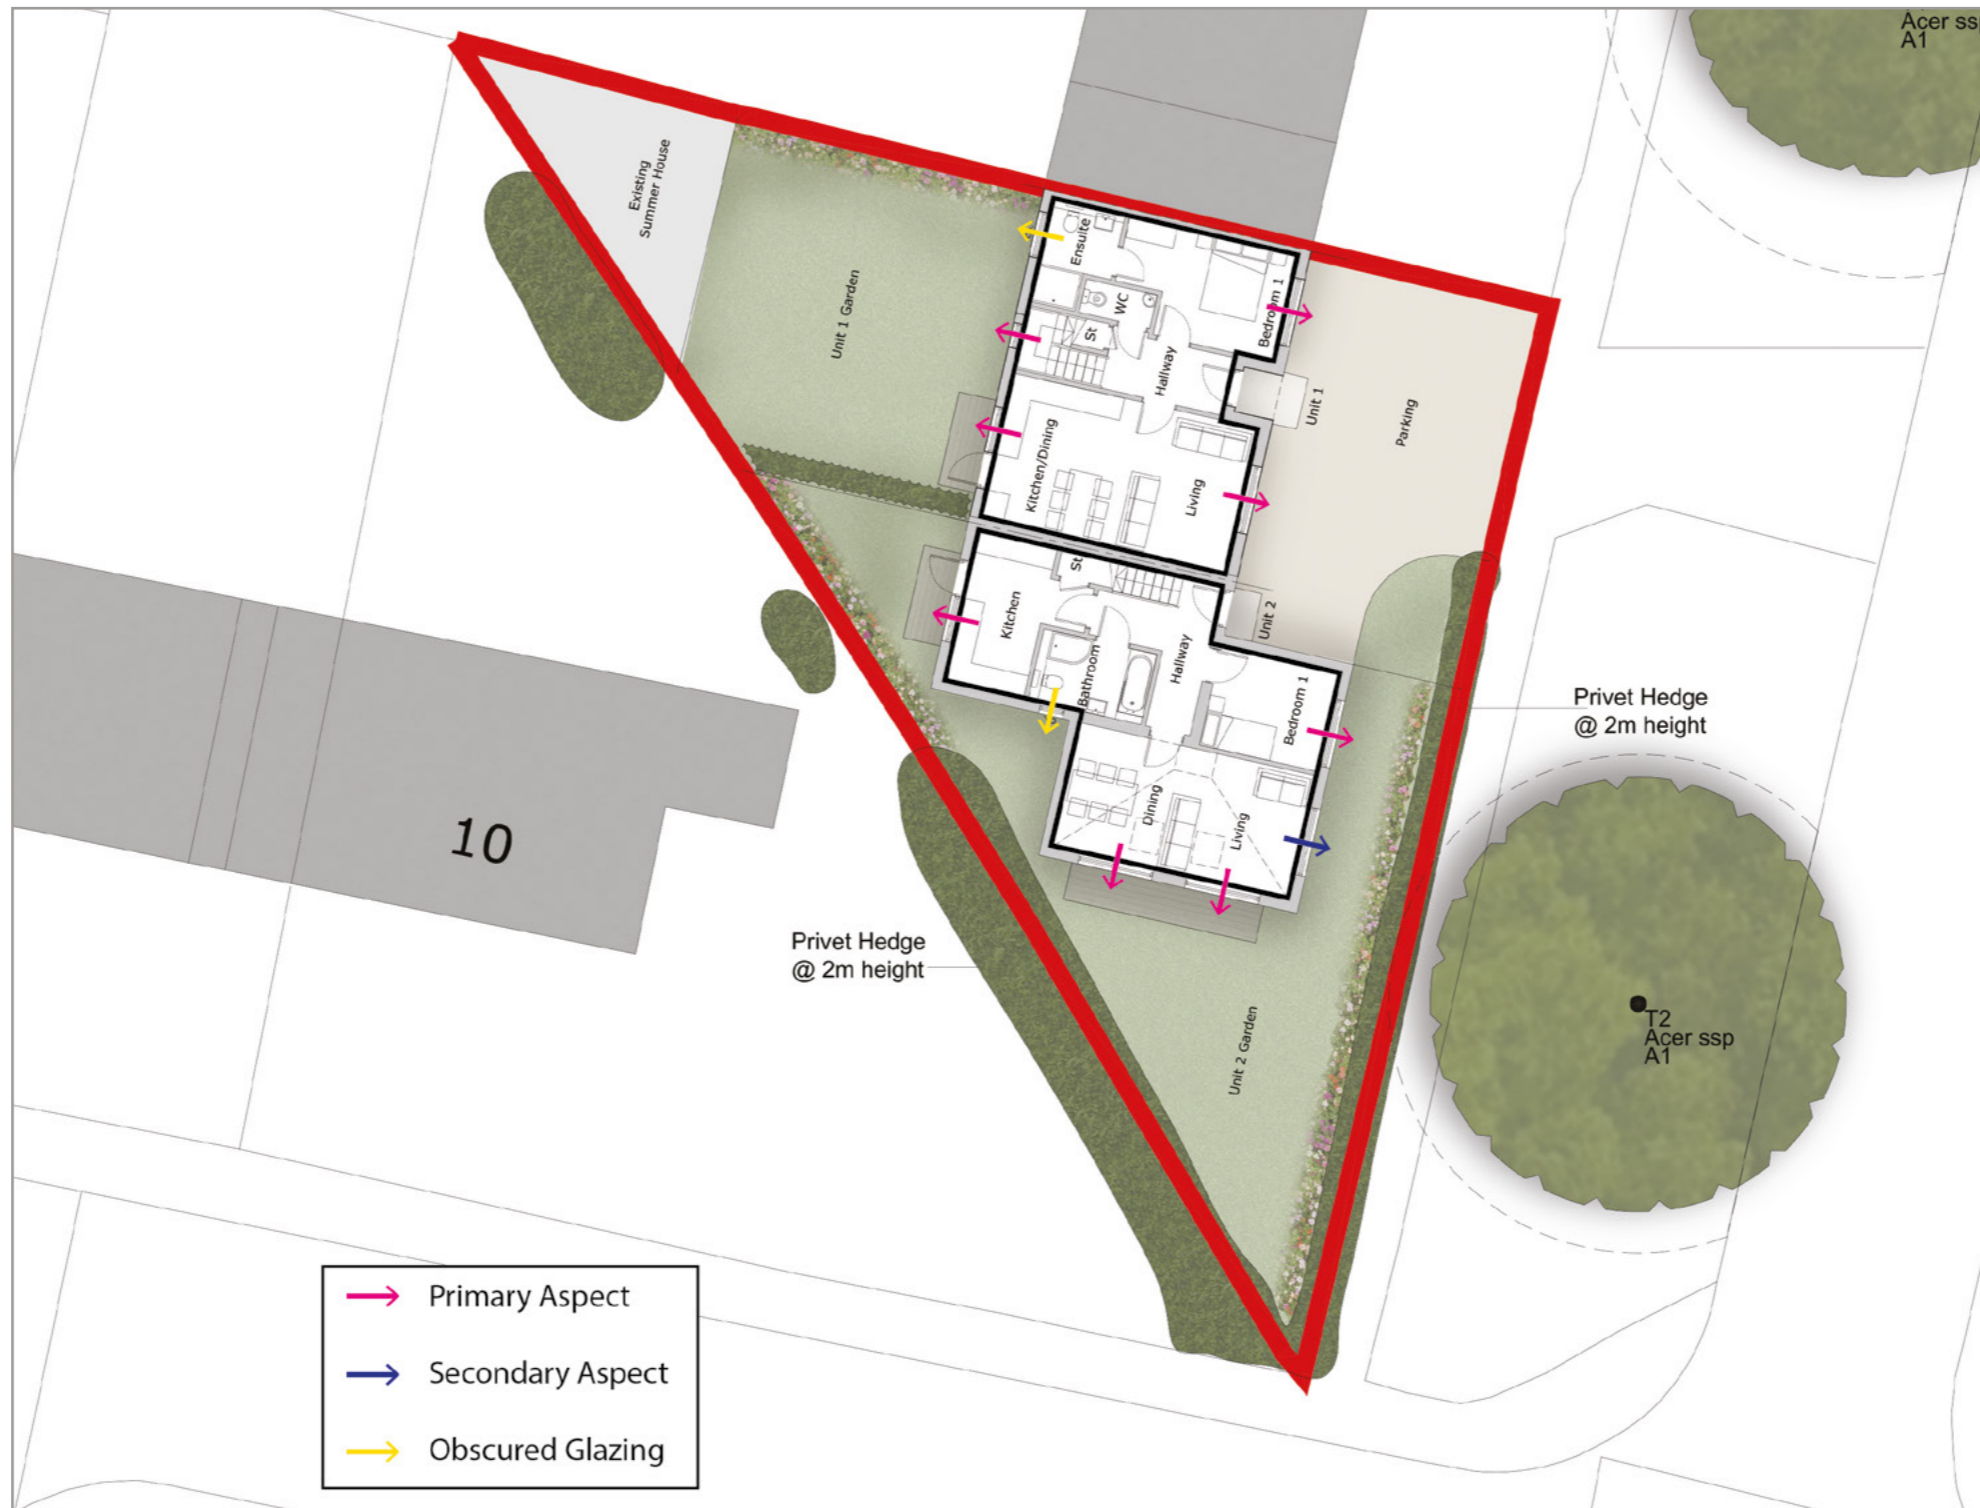 Acer ss
A1
Existing
Summer House
Unit 1 Garden
Ensuite
WC
St
Bedroom 1
Hallway
Unit 1
Parking
Kitchen/Dining
Living
St
Kitchen
Bathroom
Hallway
Unit 2
Bedroom 1
Dining
Living
Privet Hedge
@ 2m height
10
Privet Hedge
@ 2m height
Unit 2 Garden
T2
Acer ssp
A1
Primary Aspect
Secondary Aspect
Obscured Glazing